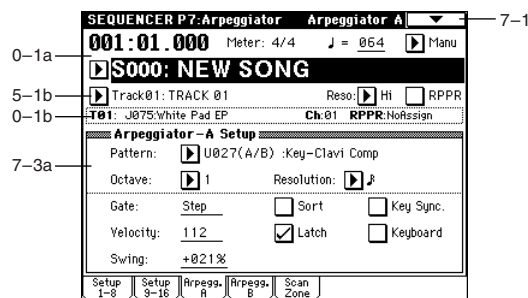 SEQUENCER P7:Arpeggiator Arpeggiator A
7–1
001:01.000 Meter: 4/4 ♩ = 064 Manu
0–1a
S000: NEW SONG
5–1b
Track01: TRACK 01 Reso: Hi RPPR
0–1b
T01: J075:White Pad EP Ch:01 RPPR:NoAssign
Arpeggiator-A Setup
7–3a
Pattern: U027(A/B) :Key-Clavi Comp
Octave: 1 Resolution: ♪
Gate: Step Sort Key Sync.
Velocity: 112 Latch Keyboard
Swing: +021%
Setup 1-8 Setup 9-16 Arpegg. A Arpegg. B Scan Zone